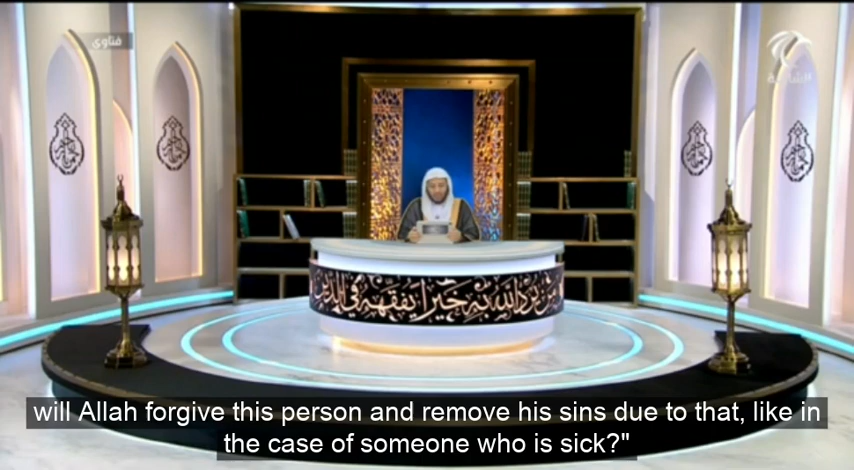 فتاوى
الشارقة
من يرد الله به خيرا يفقهه في الدين
will Allah forgive this person and remove his sins due to that, like in
the case of someone who is sick?"